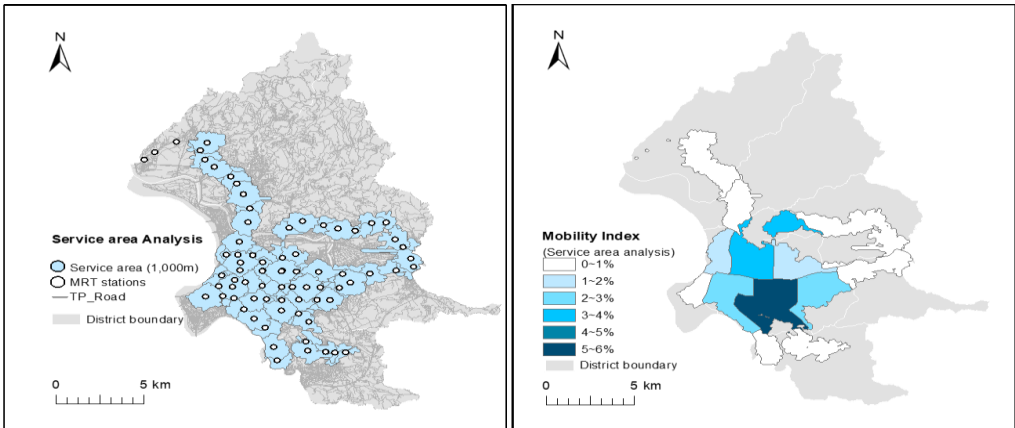 N
Service area Analysis
Service area (1,000m)
MRT stations
TP_Road
District boundary
0 5 km
N
Mobility Index
(Service area analysis)
0~1%
1~2%
2~3%
3~4%
4~5%
5~6%
District boundary
0 5 km